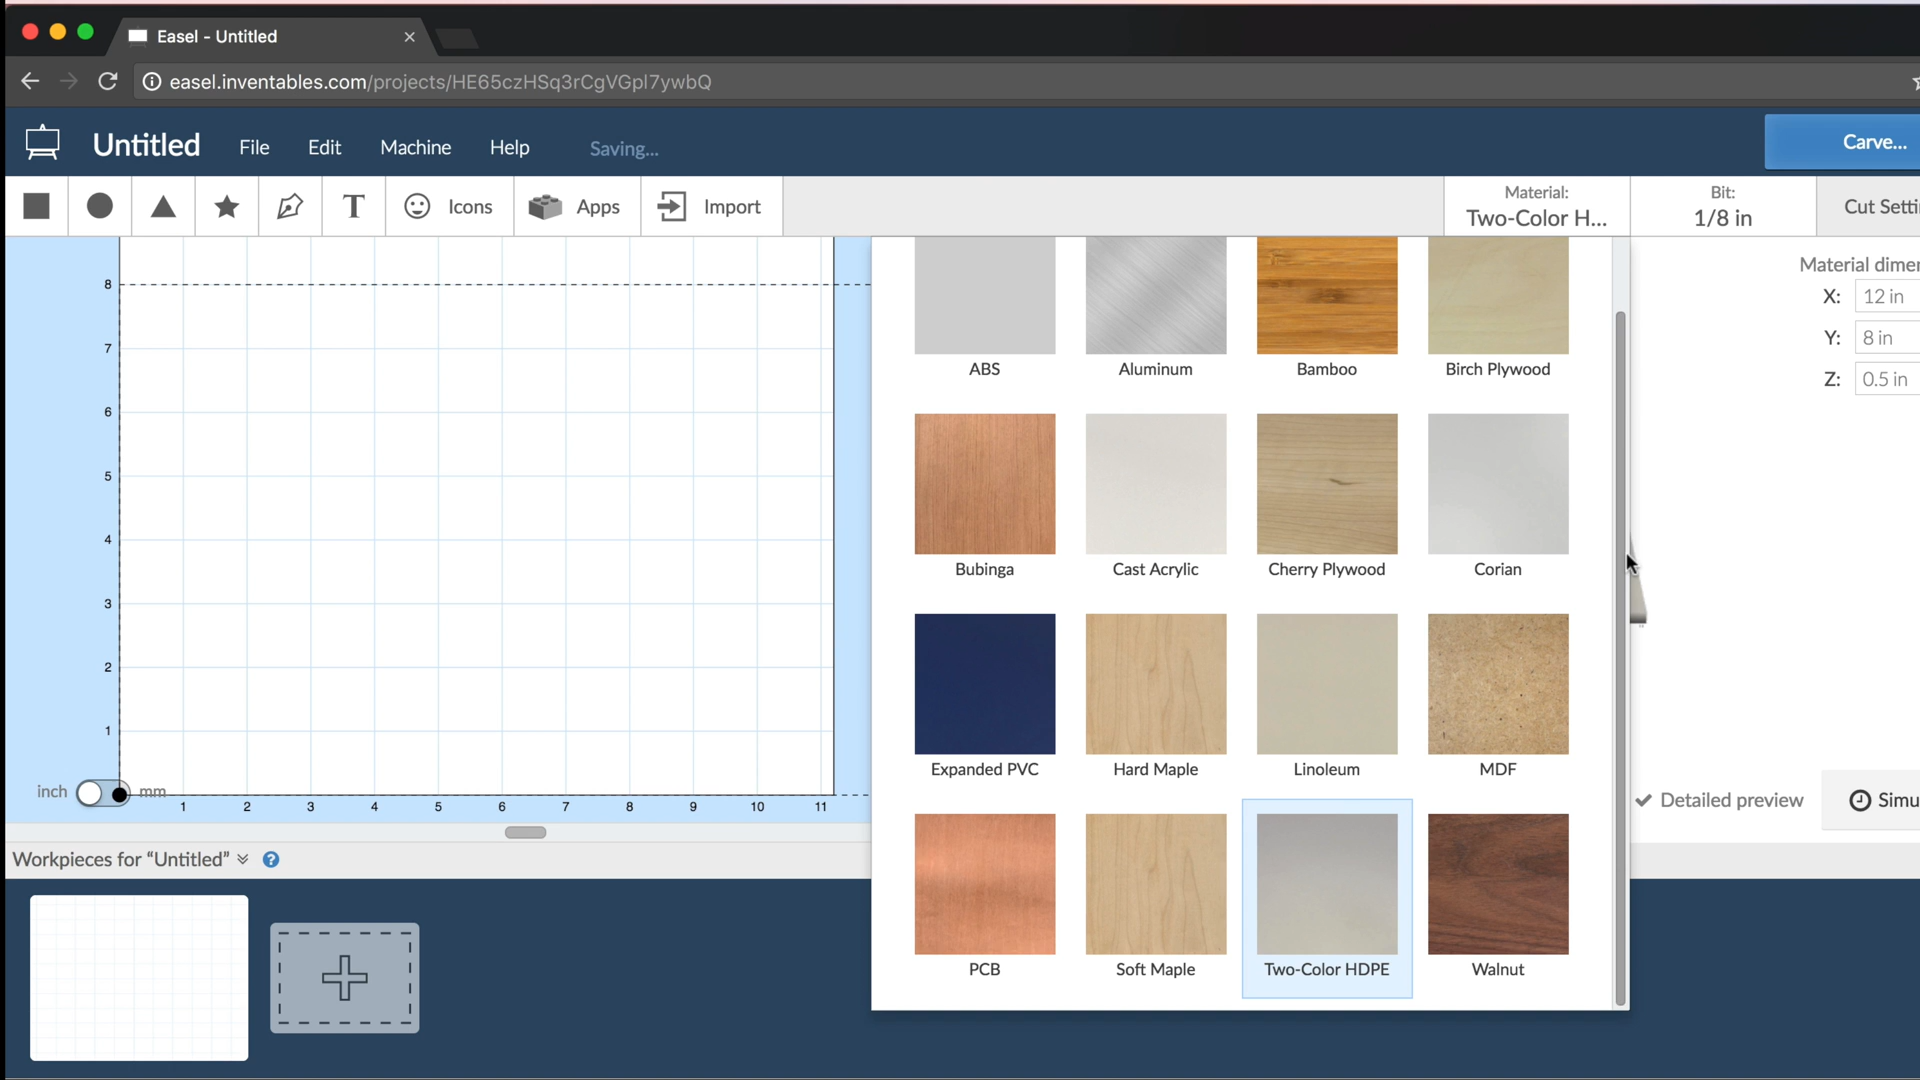 Easel - Untitled
easel.inventables.com/projects/HE65czHSq3rCgVGpl7ywbQ
Untitled File Edit Machine Help Saving... Carve...
T Icons Apps Import
Material:
Two-Color H...
Bit:
1/8 in
Cut Setti
8
7
6
5
4
3
2
1
inch mm
1 2 3 4 5 6 7 8 9 10 11
ABS Aluminum Bamboo Birch Plywood
Bubinga Cast Acrylic Cherry Plywood Corian
Expanded PVC Hard Maple Linoleum MDF
PCB Soft Maple Two-Color HDPE Walnut
Material dimen
X: 12 in
Y: 8 in
Z: 0.5 in
Detailed preview Simu
Workpieces for “Untitled” ?